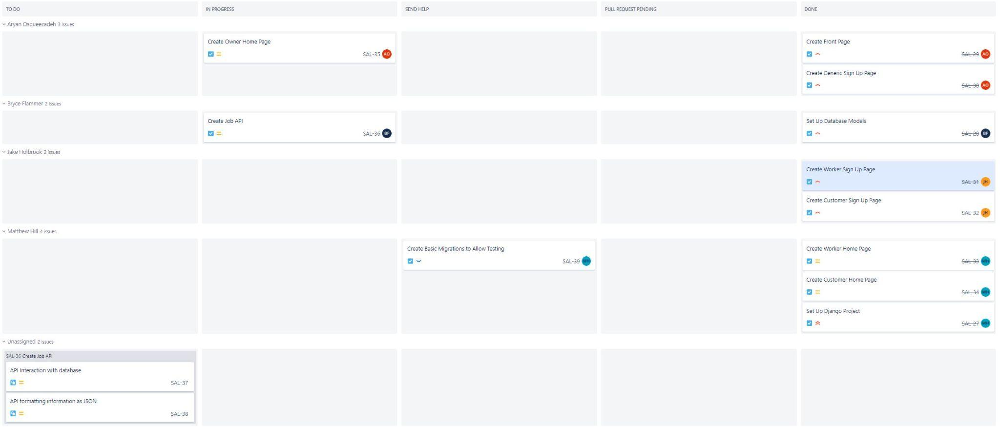 TO DO
IN PROGRESS
SEND HELP
PULL REQUEST PENDING
DONE
Aryan Osqueezadeh 3 issues
Create Owner Home Page
SAL-35 AO
Create Front Page
SAL-29 AO
Create Generic Sign Up Page
SAL-30 AO
Bryce Flammer 2 issues
Create Job API
SAL-36 BF
Set Up Database Models
SAL-28 BF
Jake Holbrook 2 issues
Create Worker Sign Up Page
SAL-31 JH
Create Customer Sign Up Page
SAL-32 JH
Matthew Hill 4 issues
Create Basic Migrations to Allow Testing
SAL-39 MH
Create Worker Home Page
SAL-33 MH
Create Customer Home Page
SAL-34 MH
Set Up Django Project
SAL-27 MH
Unassigned 2 issues
SAL-36 Create Job API
API Interaction with database
SAL-37
API formatting information as JSON
SAL-38